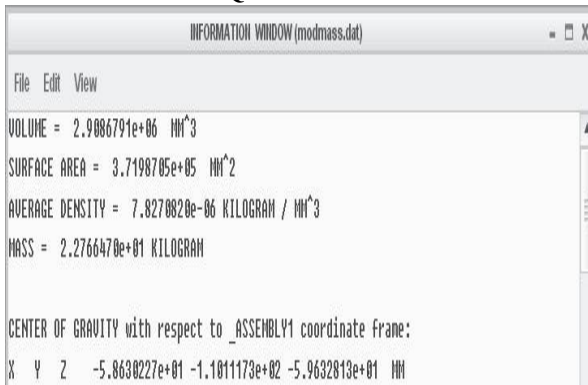 INFORMATION WINDOW (modmass.dat)
File Edit View
VOLUME = 2.9086791e+06 MM^3
SURFACE AREA = 3.7198705e+05 MM^2
AVERAGE DENSITY = 7.8270820e-06 KILOGRAM / MM^3
MASS = 2.2766470e+01 KILOGRAM
CENTER OF GRAVITY with respect to _ASSEMBLY1 coordinate frame:
X Y Z -5.8630227e+01 -1.1011173e+02 -5.9632813e+01 MM